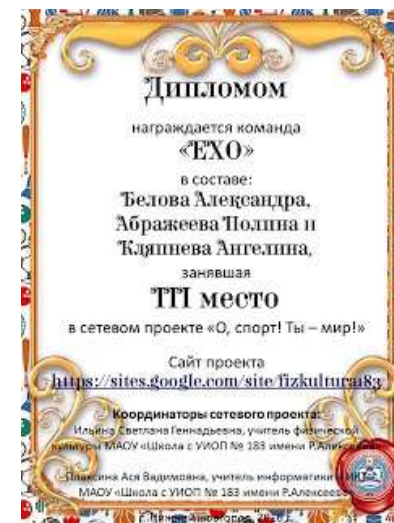 Дипломом
награждается команда
«ЕХО»
в составе:
Белова Александра,
Абражеева Полина и
Кляпнева Ангелина,
занявшая
III место
в сетевом проекте «О, спорт! Ты – мир!»
Сайт проекта
https://sites.google.com/site/fizkultura183
Координаторы сетевого проекта:
Ильина Светлана Геннадьевна, учитель физической
культуры МАОУ «Школа с УИОП № 183 имени Р.Алексеева»
Ася Вадимовна, учитель информатики и
МАОУ «Школа с УИОП № 183 имени Р.Алексеева»